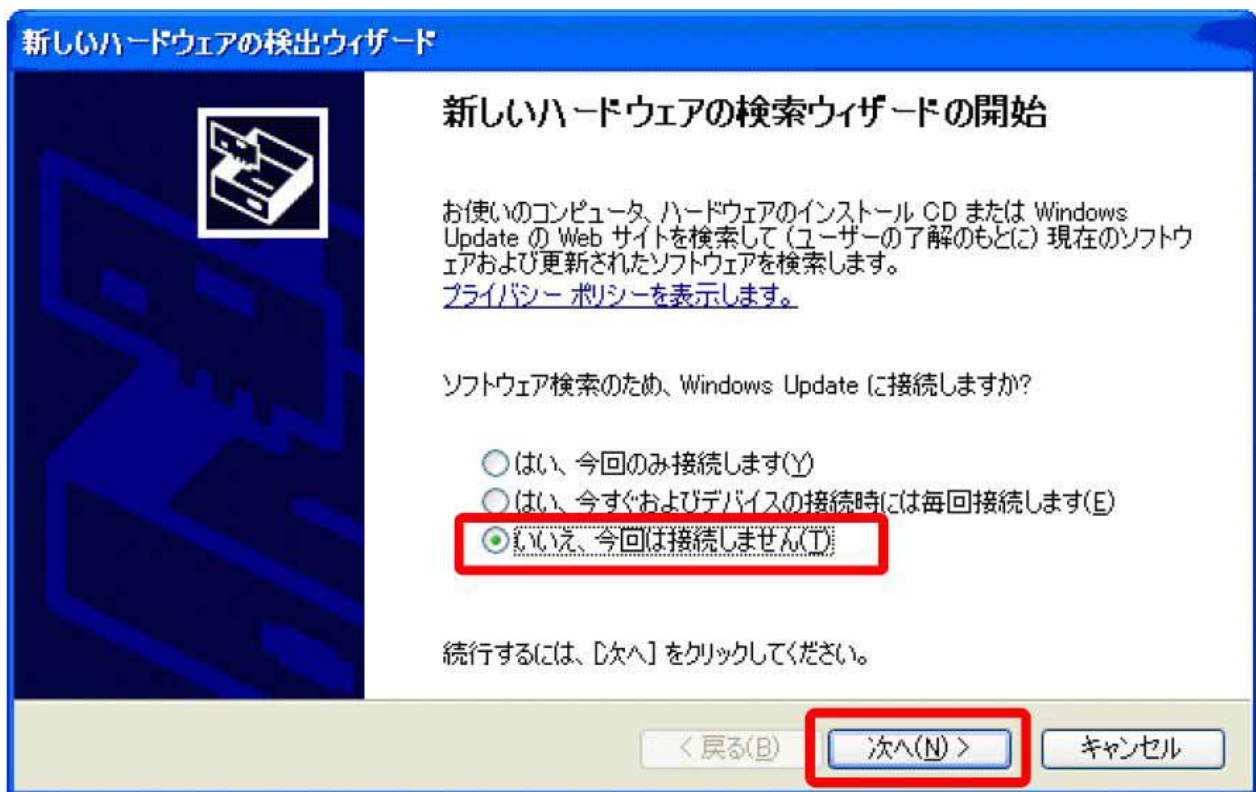 新しいハードウェアの検出ウィザード
新しいハードウェアの検索ウィザードの開始
お使いのコンピュータ、ハードウェアのインストール CD または Windows
Update の Web サイトを検索して (ユーザーの了解のもとに) 現在のソフトウ
ェアおよび更新されたソフトウェアを検索します。
プライバシー ポリシーを表示します。
ソフトウェア検索のため、Windows Update に接続しますか?
はい、今回のみ接続します(Y)
はい、今すぐおよびデバイスの接続時には毎回接続します(E)
いいえ、今回は接続しません(T)
続行するには、[次へ] をクリックしてください。
< 戻る(B) 次へ(N) > キャンセル